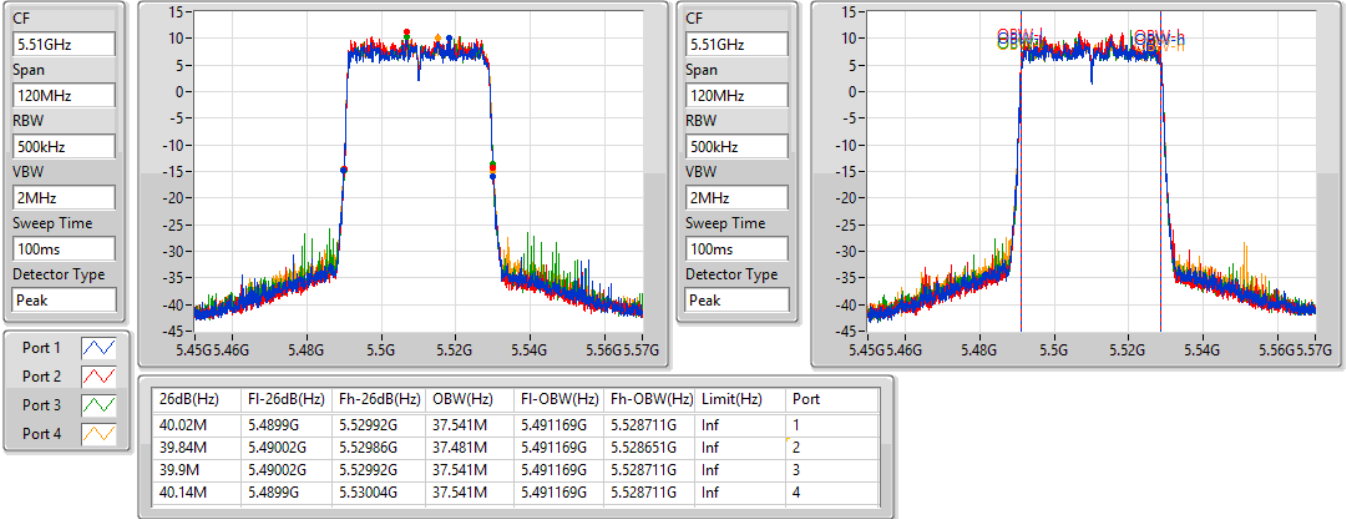 CF
5.51GHz
Span
120MHz
RBW
500kHz
VBW
2MHz
Sweep Time
100ms
Detector Type
Peak
15
10
5
0
-5
-10
-15
-20
-25
-30
-35
-40
-45
5.45G 5.46G 5.48G 5.5G 5.52G 5.54G 5.56G 5.57G
CF
5.51GHz
Span
120MHz
RBW
500kHz
VBW
2MHz
Sweep Time
100ms
Detector Type
Peak
15
10
5
0
-5
-10
-15
-20
-25
-30
-35
-40
-45
OBW-h
5.45G 5.46G 5.48G 5.5G 5.52G 5.54G 5.56G 5.57G
Port 1
Port 2
Port 3
Port 4
26dB(Hz) Fl-26dB(Hz) Fh-26dB(Hz) OBW(Hz) Fl-OBW(Hz) Fh-OBW(Hz) Limit(Hz) Port
40.02M 5.4899G 5.52992G 37.541M 5.491169G 5.528711G Inf 1
39.84M 5.49002G 5.52986G 37.481M 5.491169G 5.528651G Inf 2
39.9M 5.49002G 5.52992G 37.541M 5.491169G 5.528711G Inf 3
40.14M 5.4899G 5.53004G 37.541M 5.491169G 5.528711G Inf 4